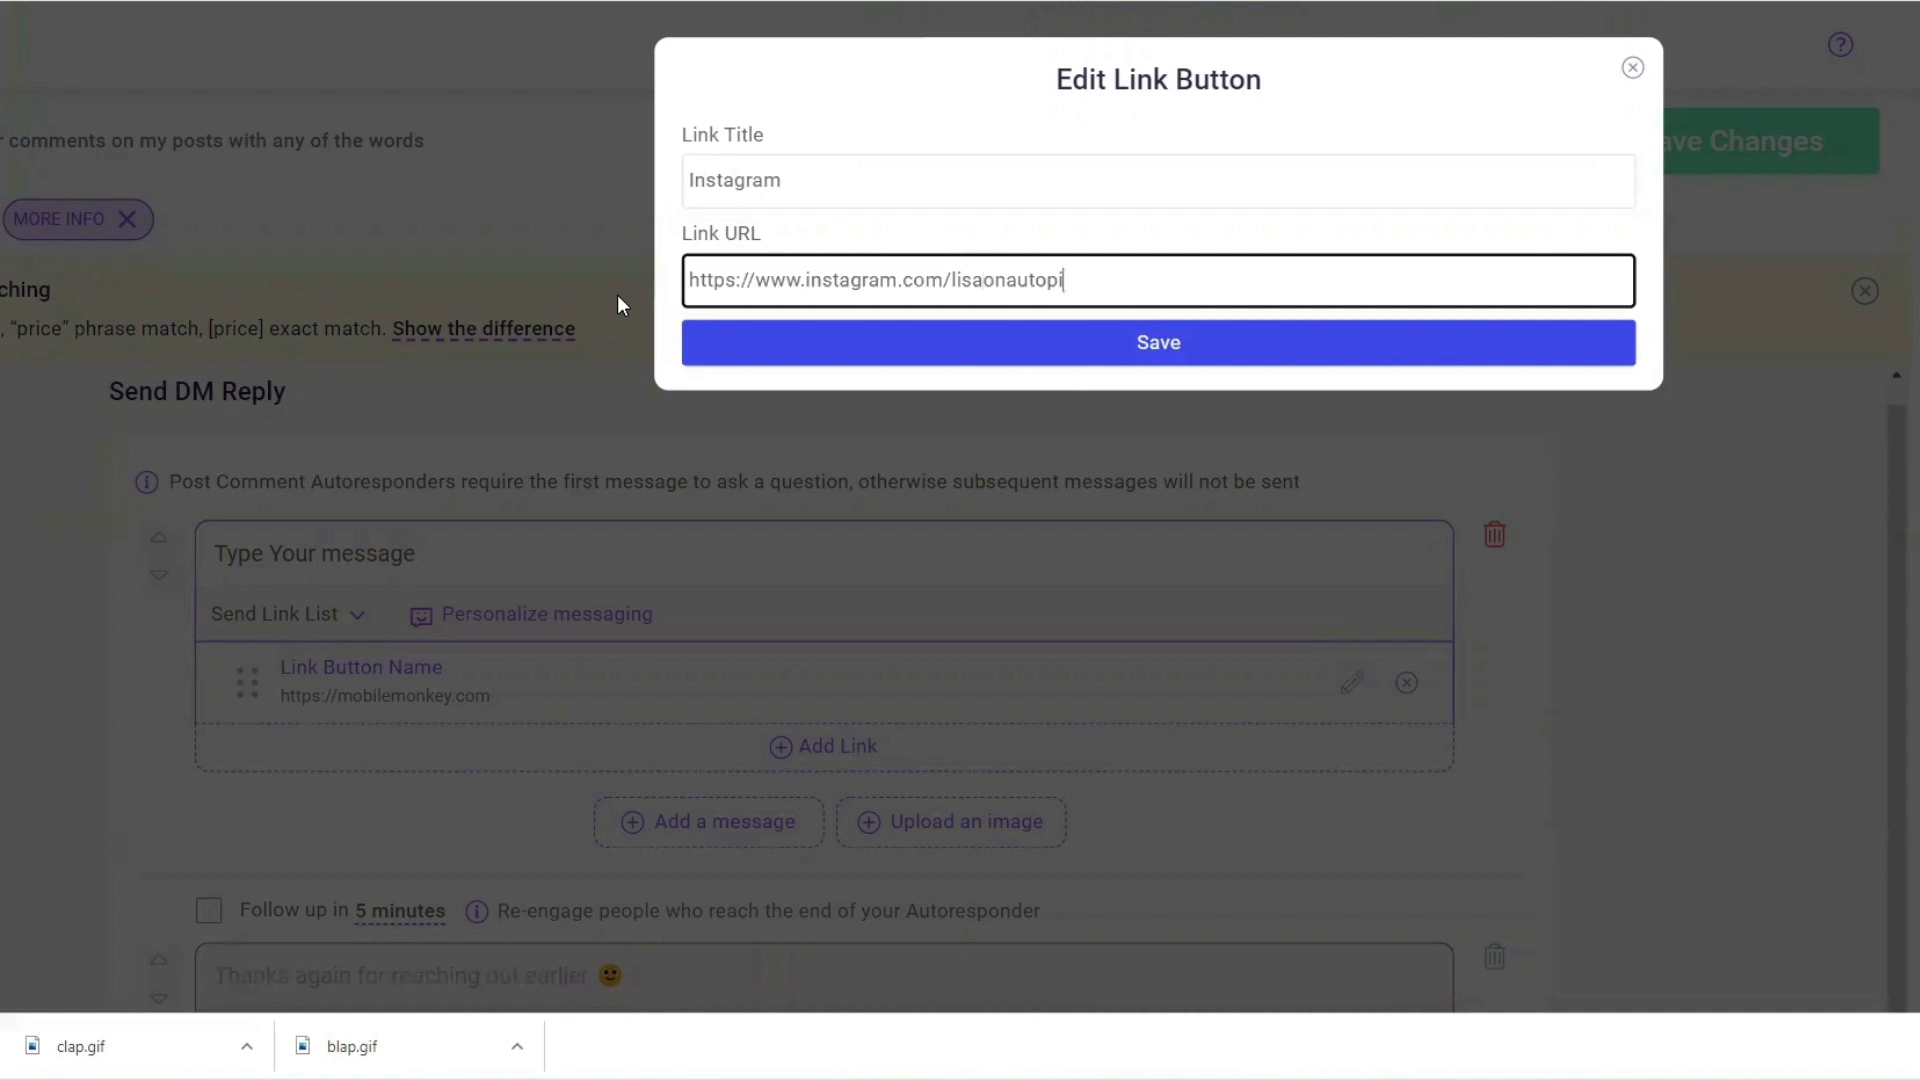 Edit Link Button
Link Title
Instagram
Link URL
https://www.instagram.com/lisaonautopi
Save
ave Changes
r comments on my posts with any of the words
MORE INFO
ching
, “price” phrase match, [price] exact match. Show the difference
Send DM Reply
Post Comment Autoresponders require the first message to ask a question, otherwise subsequent messages will not be sent
Type Your message
Send Link List
Personalize messaging
Link Button Name
https://mobilemonkey.com
Add Link
Add a message
Upload an image
Follow up in 5 minutes
Re-engage people who reach the end of your Autoresponder
Thanks again for reaching out earlier 🙂
clap.gif
blap.gif